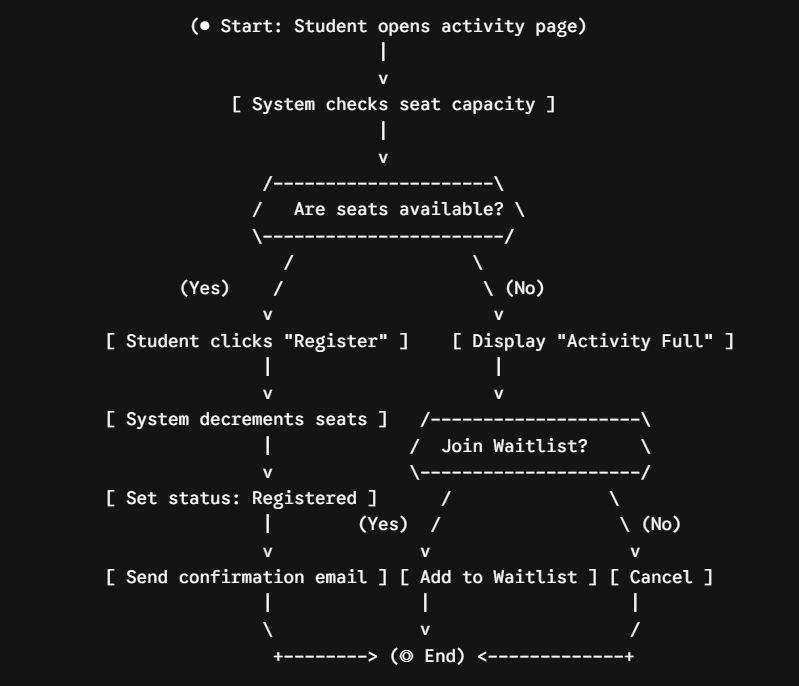 (● Start: Student opens activity page)
|
v
[ System checks seat capacity ]
|
v
/---------------------\
/   Are seats available? \
\-----------------------/
/                 \
(Yes)    /                   \ (No)
v                     v
[ Student clicks "Register" ]    [ Display "Activity Full" ]
|                     |
v                     v
[ System decrements seats ]   /--------------------\
|             /  Join Waitlist?     \
v             \---------------------/
[ Set status: Registered ]      /               \
|        (Yes)  /                 \ (No)
v              v                   v
[ Send confirmation email ] [ Add to Waitlist ] [ Cancel ]
|              |                   |
\              v                   /
+--------> (◎ End) <-------------+